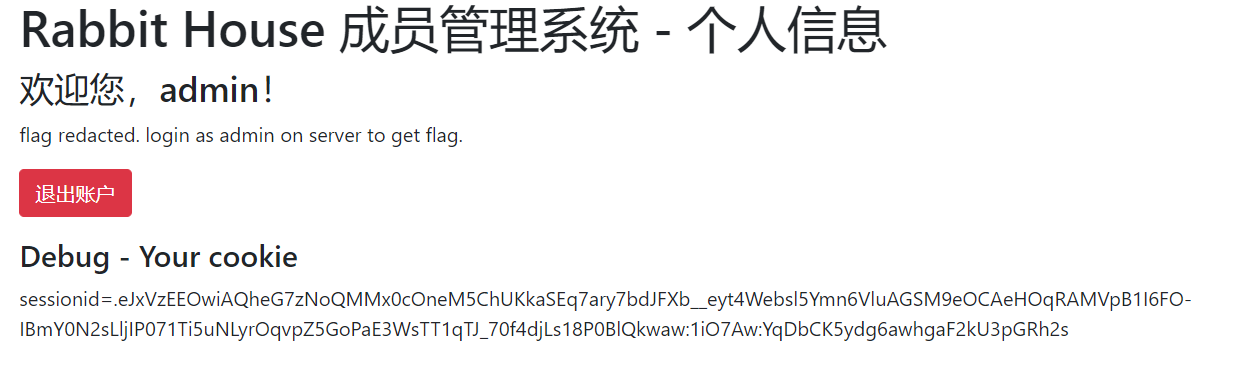 Rabbit House 成员管理系统 - 个人信息
欢迎您，admin！
flag redacted. login as admin on server to get flag.
退出账户
Debug - Your cookie
sessionid=.eJxVzEEOwiAQheG7zNoQMMx0cOneM5ChUKkaSEq7ary7bdJFXb__eyt4Websl5Ymn6VluAGSM9eOCAeHOqRAMVpB1I6FO-
IBmY0N2sLljIP071Ti5uNLyrOqvpZ5GoPaE3WsTT1qTJ_70f4djLs18P0BlQkwaw:1iO7Aw:YqDbCK5ydg6awhgaF2kU3pGRh2s